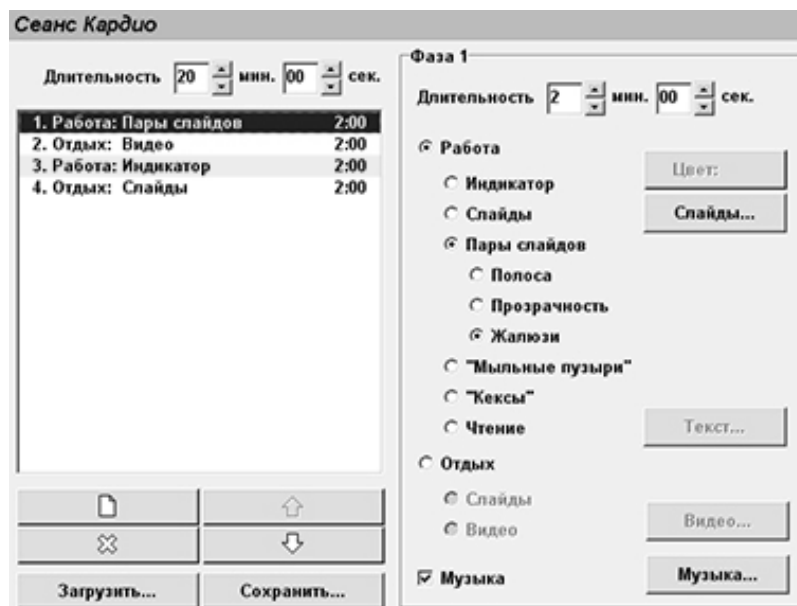 Сеанс Кардио
Длительность 20 мин. 00 сек.
1. Работа: Пары слайдов 2:00
2. Отдых: Видео 2:00
3. Работа: Индикатор 2:00
4. Отдых: Слайды 2:00
Загрузить... Сохранить...
Фаза 1
Длительность 2 мин. 00 сек.
Работа
Цвет:
Индикатор
Слайды Слайды...
Пары слайдов
Полоса
Прозрачность
Жалюзи
"Мыльные пузыри"
"Кексы"
Чтение Текст...
Отдых
Слайды
Видео Видео...
Музыка Музыка...